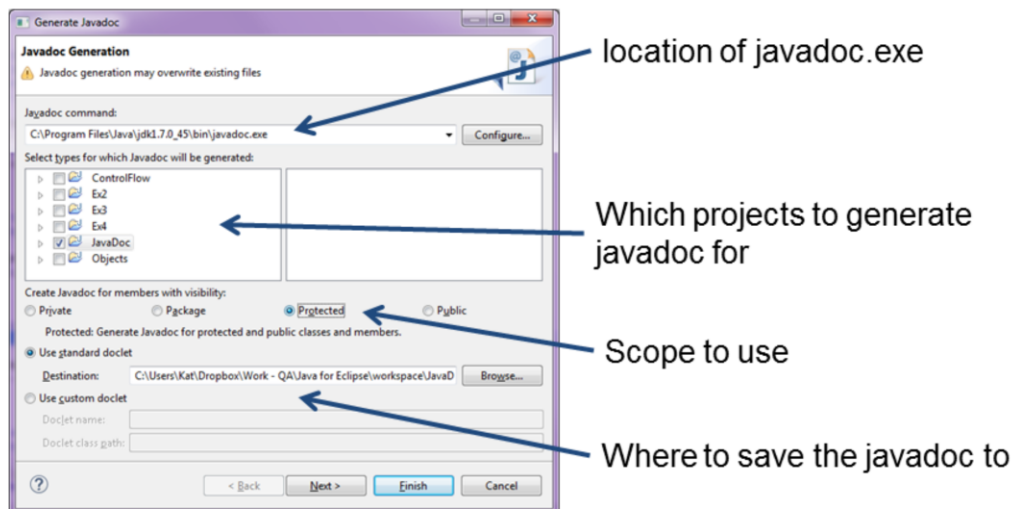 Generate Javadoc
Javadoc Generation
Javadoc generation may overwrite existing files
location of javadoc.exe
Javadoc command:
C:\Program Files\Java\jdk1.7.0_45\bin\javadoc.exe
Configure...
Select types for which Javadoc will be generated:
ControlFlow
Ex2
Ex3
Ex4
JavaDoc
Objects
Which projects to generate
javadoc for
Create Javadoc for members with visibility:
Private Package Protected Public
Protected: Generate Javadoc for protected and public classes and members.
Scope to use
Use standard doclet
Destination: C:\Users\Kat\Dropbox\Work - QA\Java for Eclipse\workspace\JavaD Browse...
Use custom doclet
Doclet name:
Doclet class path:
Where to save the javadoc to
? < Back Next > Finish Cancel